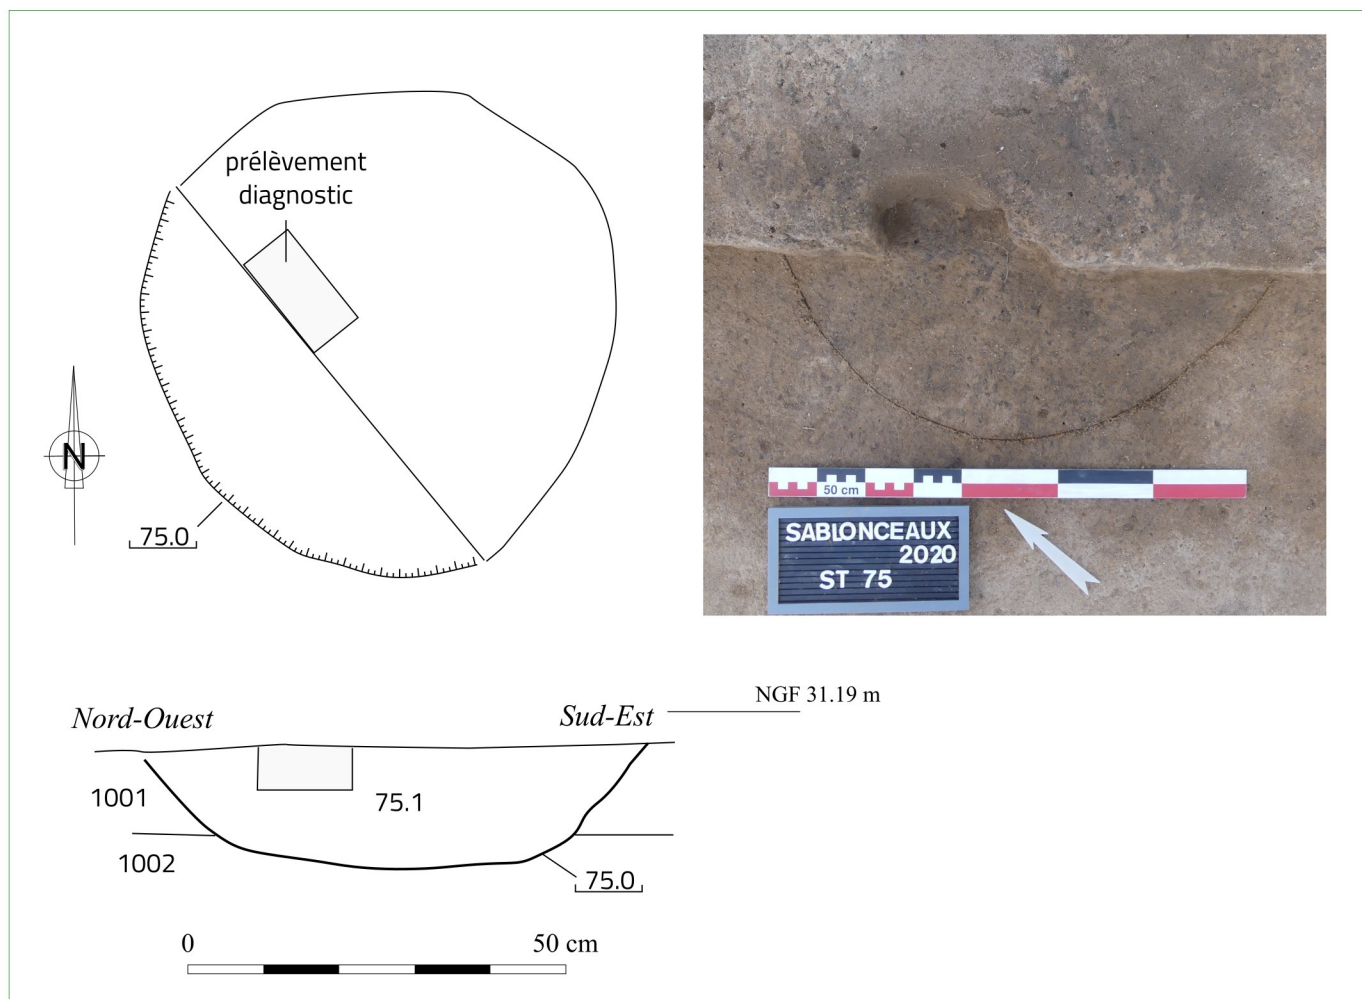 prélèvement
diagnostic
N
75.0
50 cm
SABLONCEAUX
2020
ST 75
NGF 31.19 m
Nord-Ouest
Sud-Est
1001
75.1
1002
75.0
0
50 cm